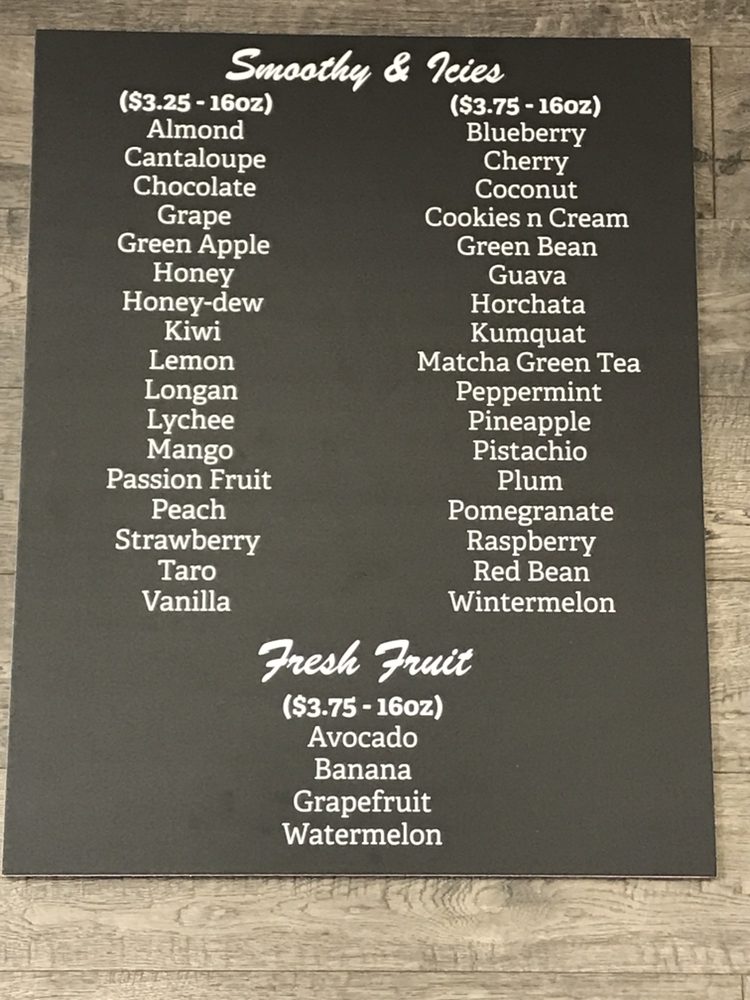 Smoothy & Icies
($3.25 - 16oz)
Almond
Cantaloupe
Chocolate
Grape
Green Apple
Honey
Honey-dew
Kiwi
Lemon
Longan
Lychee
Mango
Passion Fruit
Peach
Strawberry
Taro
Vanilla
($3.75 - 16oz)
Blueberry
Cherry
Coconut
Cookies n Cream
Green Bean
Guava
Horchata
Kumquat
Matcha Green Tea
Peppermint
Pineapple
Pistachio
Plum
Pomegranate
Raspberry
Red Bean
Wintermelon
Fresh Fruit
($3.75 - 16oz)
Avocado
Banana
Grapefruit
Watermelon